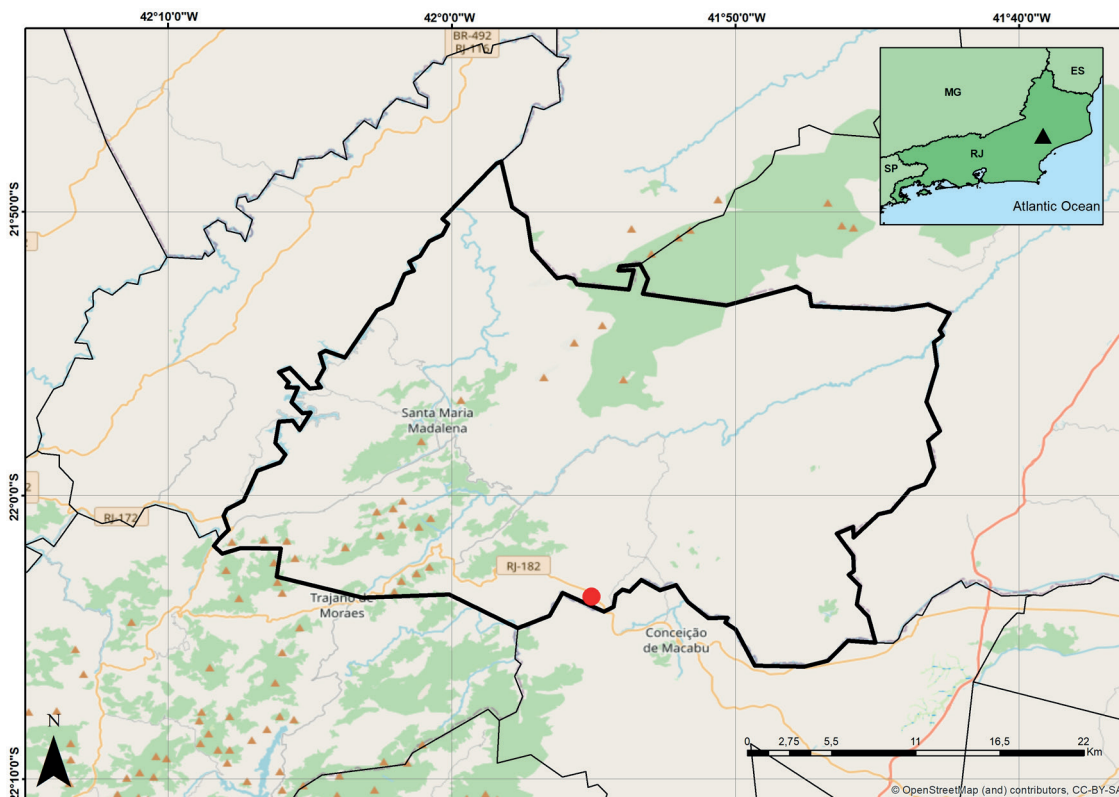 42°10'0"W
42°0'0"W
41°50'0"W
41°40'0"W
BR-492
RJ-116
ES
MG
RJ
SP
Atlantic Ocean
21°50'0"S
Santa Maria
Madalena
22°0'0"S
2
RJ-172
RJ-182
Trajano de
Moraes
Conceição
de Macabu
N
0 2,75 5,5 11 16,5 22
Km
22°10'0"S
© OpenStreetMap (and) contributors, CC-BY-SA